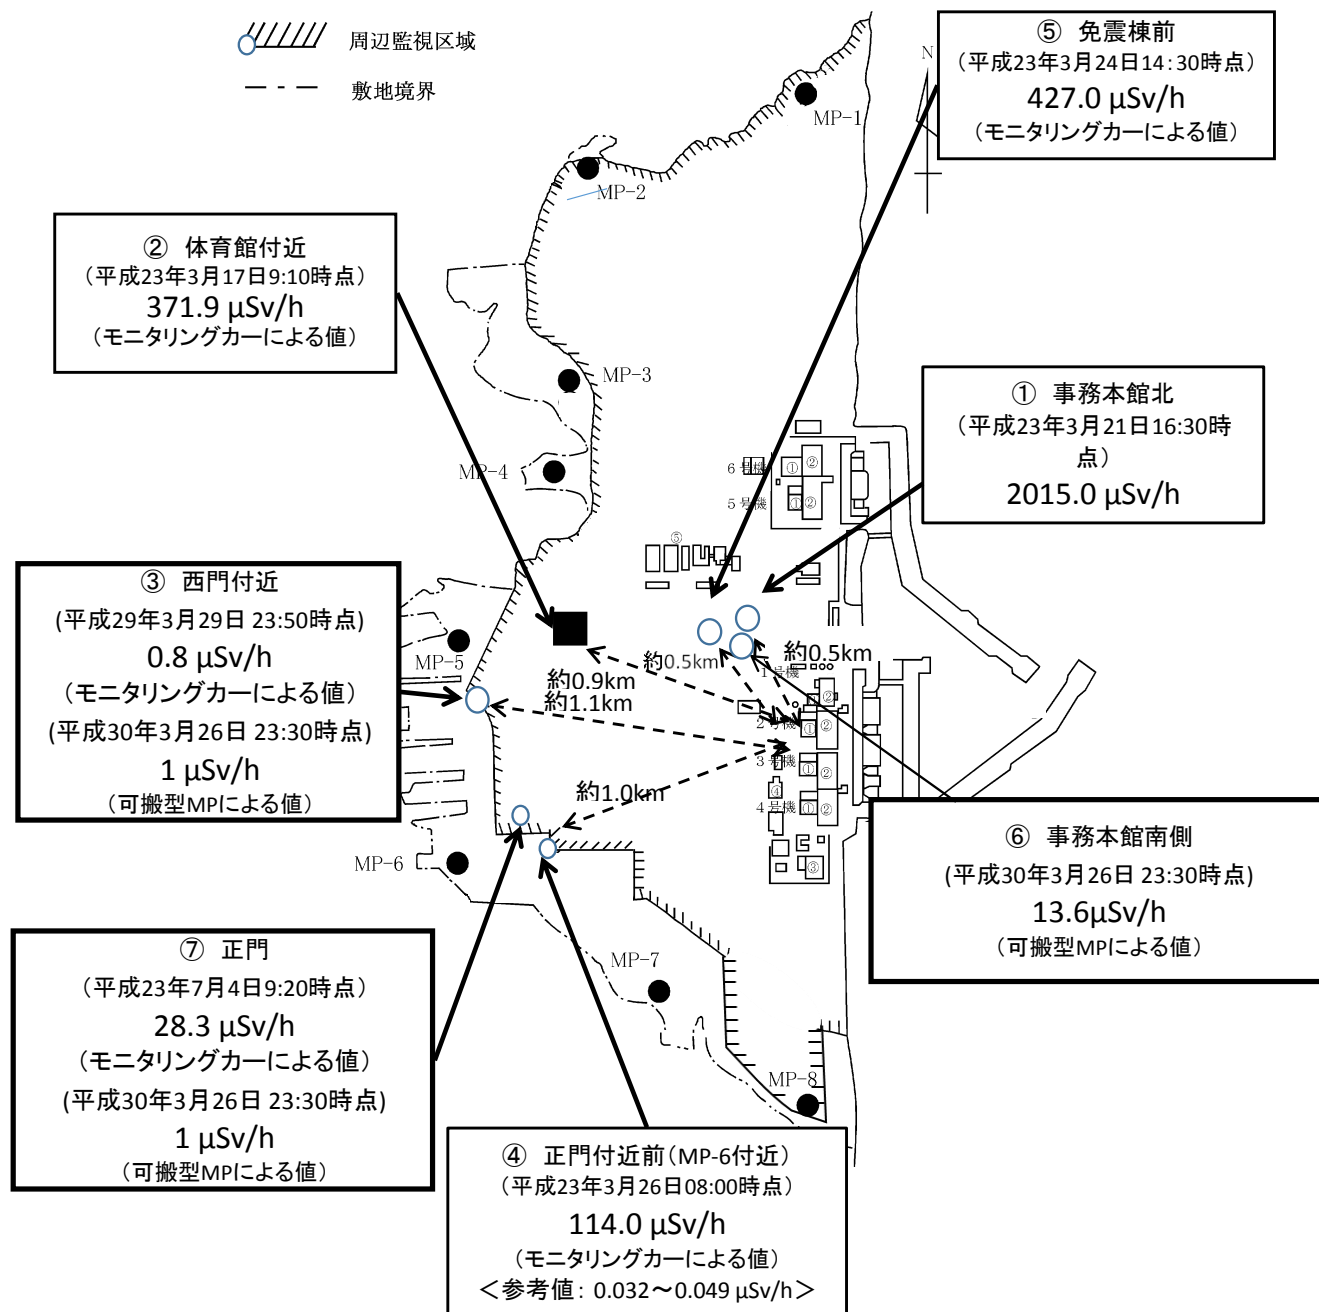 周辺監視区域
敷地境界
N
⑤ 免震棟前
(平成23年3月24日14:30時点)
427.0 µSv/h
(モニタリングカーによる値)
MP-1
MP-2
② 体育館付近
(平成23年3月17日9:10時点)
371.9 µSv/h
(モニタリングカーによる値)
MP-3
MP-4
① 事務本館北
(平成23年3月21日16:30時
点)
2015.0 µSv/h
6号機
①
②
5号機
①
②
⑤
③ 西門付近
(平成29年3月29日 23:50時点)
0.8 µSv/h
(モニタリングカーによる値)
(平成30年3月26日 23:30時点)
1 µSv/h
(可搬型MPによる値)
MP-5
約0.5km
約0.5km
約0.9km
約1.1km
1号機
②
2号機
①
②
3号機
①
②
④
4号機
①
②
③
約1.0km
MP-6
⑥ 事務本館南側
(平成30年3月26日 23:30時点)
13.6µSv/h
(可搬型MPによる値)
⑦ 正門
(平成23年7月4日9:20時点)
28.3 µSv/h
(モニタリングカーによる値)
(平成30年3月26日 23:30時点)
1 µSv/h
(可搬型MPによる値)
MP-7
MP-8
④ 正門付近前(MP-6付近)
(平成23年3月26日08:00時点)
114.0 µSv/h
(モニタリングカーによる値)
<参考値: 0.032～0.049 µSv/h>